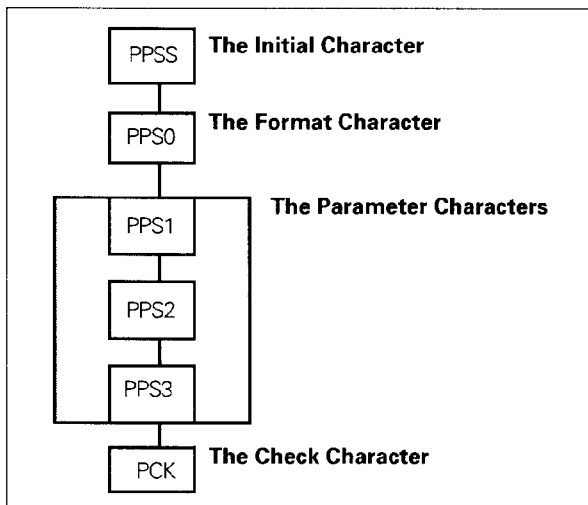 PPSS The Initial Character
PPS0 The Format Character
PPS1 The Parameter Characters
PPS2
PPS3
PCK The Check Character